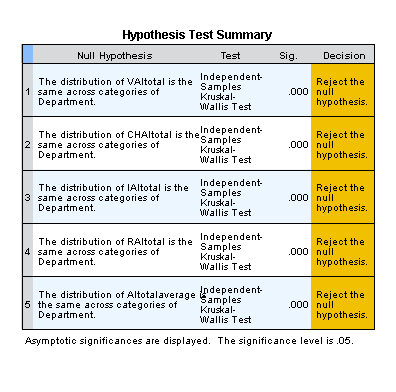 Hypothesis Test Summary
Null Hypothesis Test Sig. Decision
1 The distribution of VAItotal is the same across categories of Department. Independent-Samples Kruskal-Wallis Test .000 Reject the null hypothesis.
2 The distribution of CHAItotal is the same across categories of Department. Independent-Samples Kruskal-Wallis Test .000 Reject the null hypothesis.
3 The distribution of IAItotal is the same across categories of Department. Independent-Samples Kruskal-Wallis Test .000 Reject the null hypothesis.
4 The distribution of RAItotal is the same across categories of Department. Independent-Samples Kruskal-Wallis Test .000 Reject the null hypothesis.
5 The distribution of AItotalaverage is the same across categories of Department. Independent-Samples Kruskal-Wallis Test .000 Reject the null hypothesis.
Asymptotic significances are displayed. The significance level is .05.